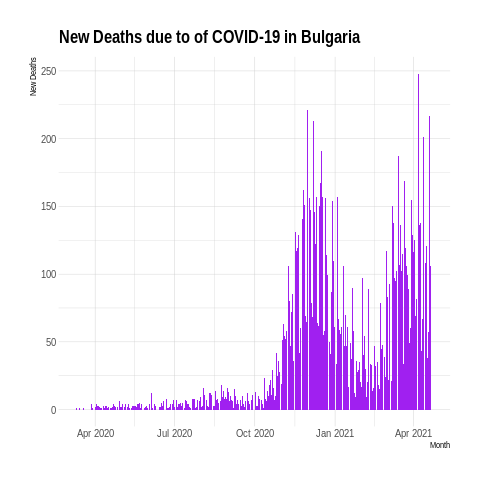 New Deaths due to of COVID-19 in Bulgaria
New Deaths
250
200
150
100
50
0
Apr 2020
Jul 2020
Oct 2020
Jan 2021
Apr 2021
Month